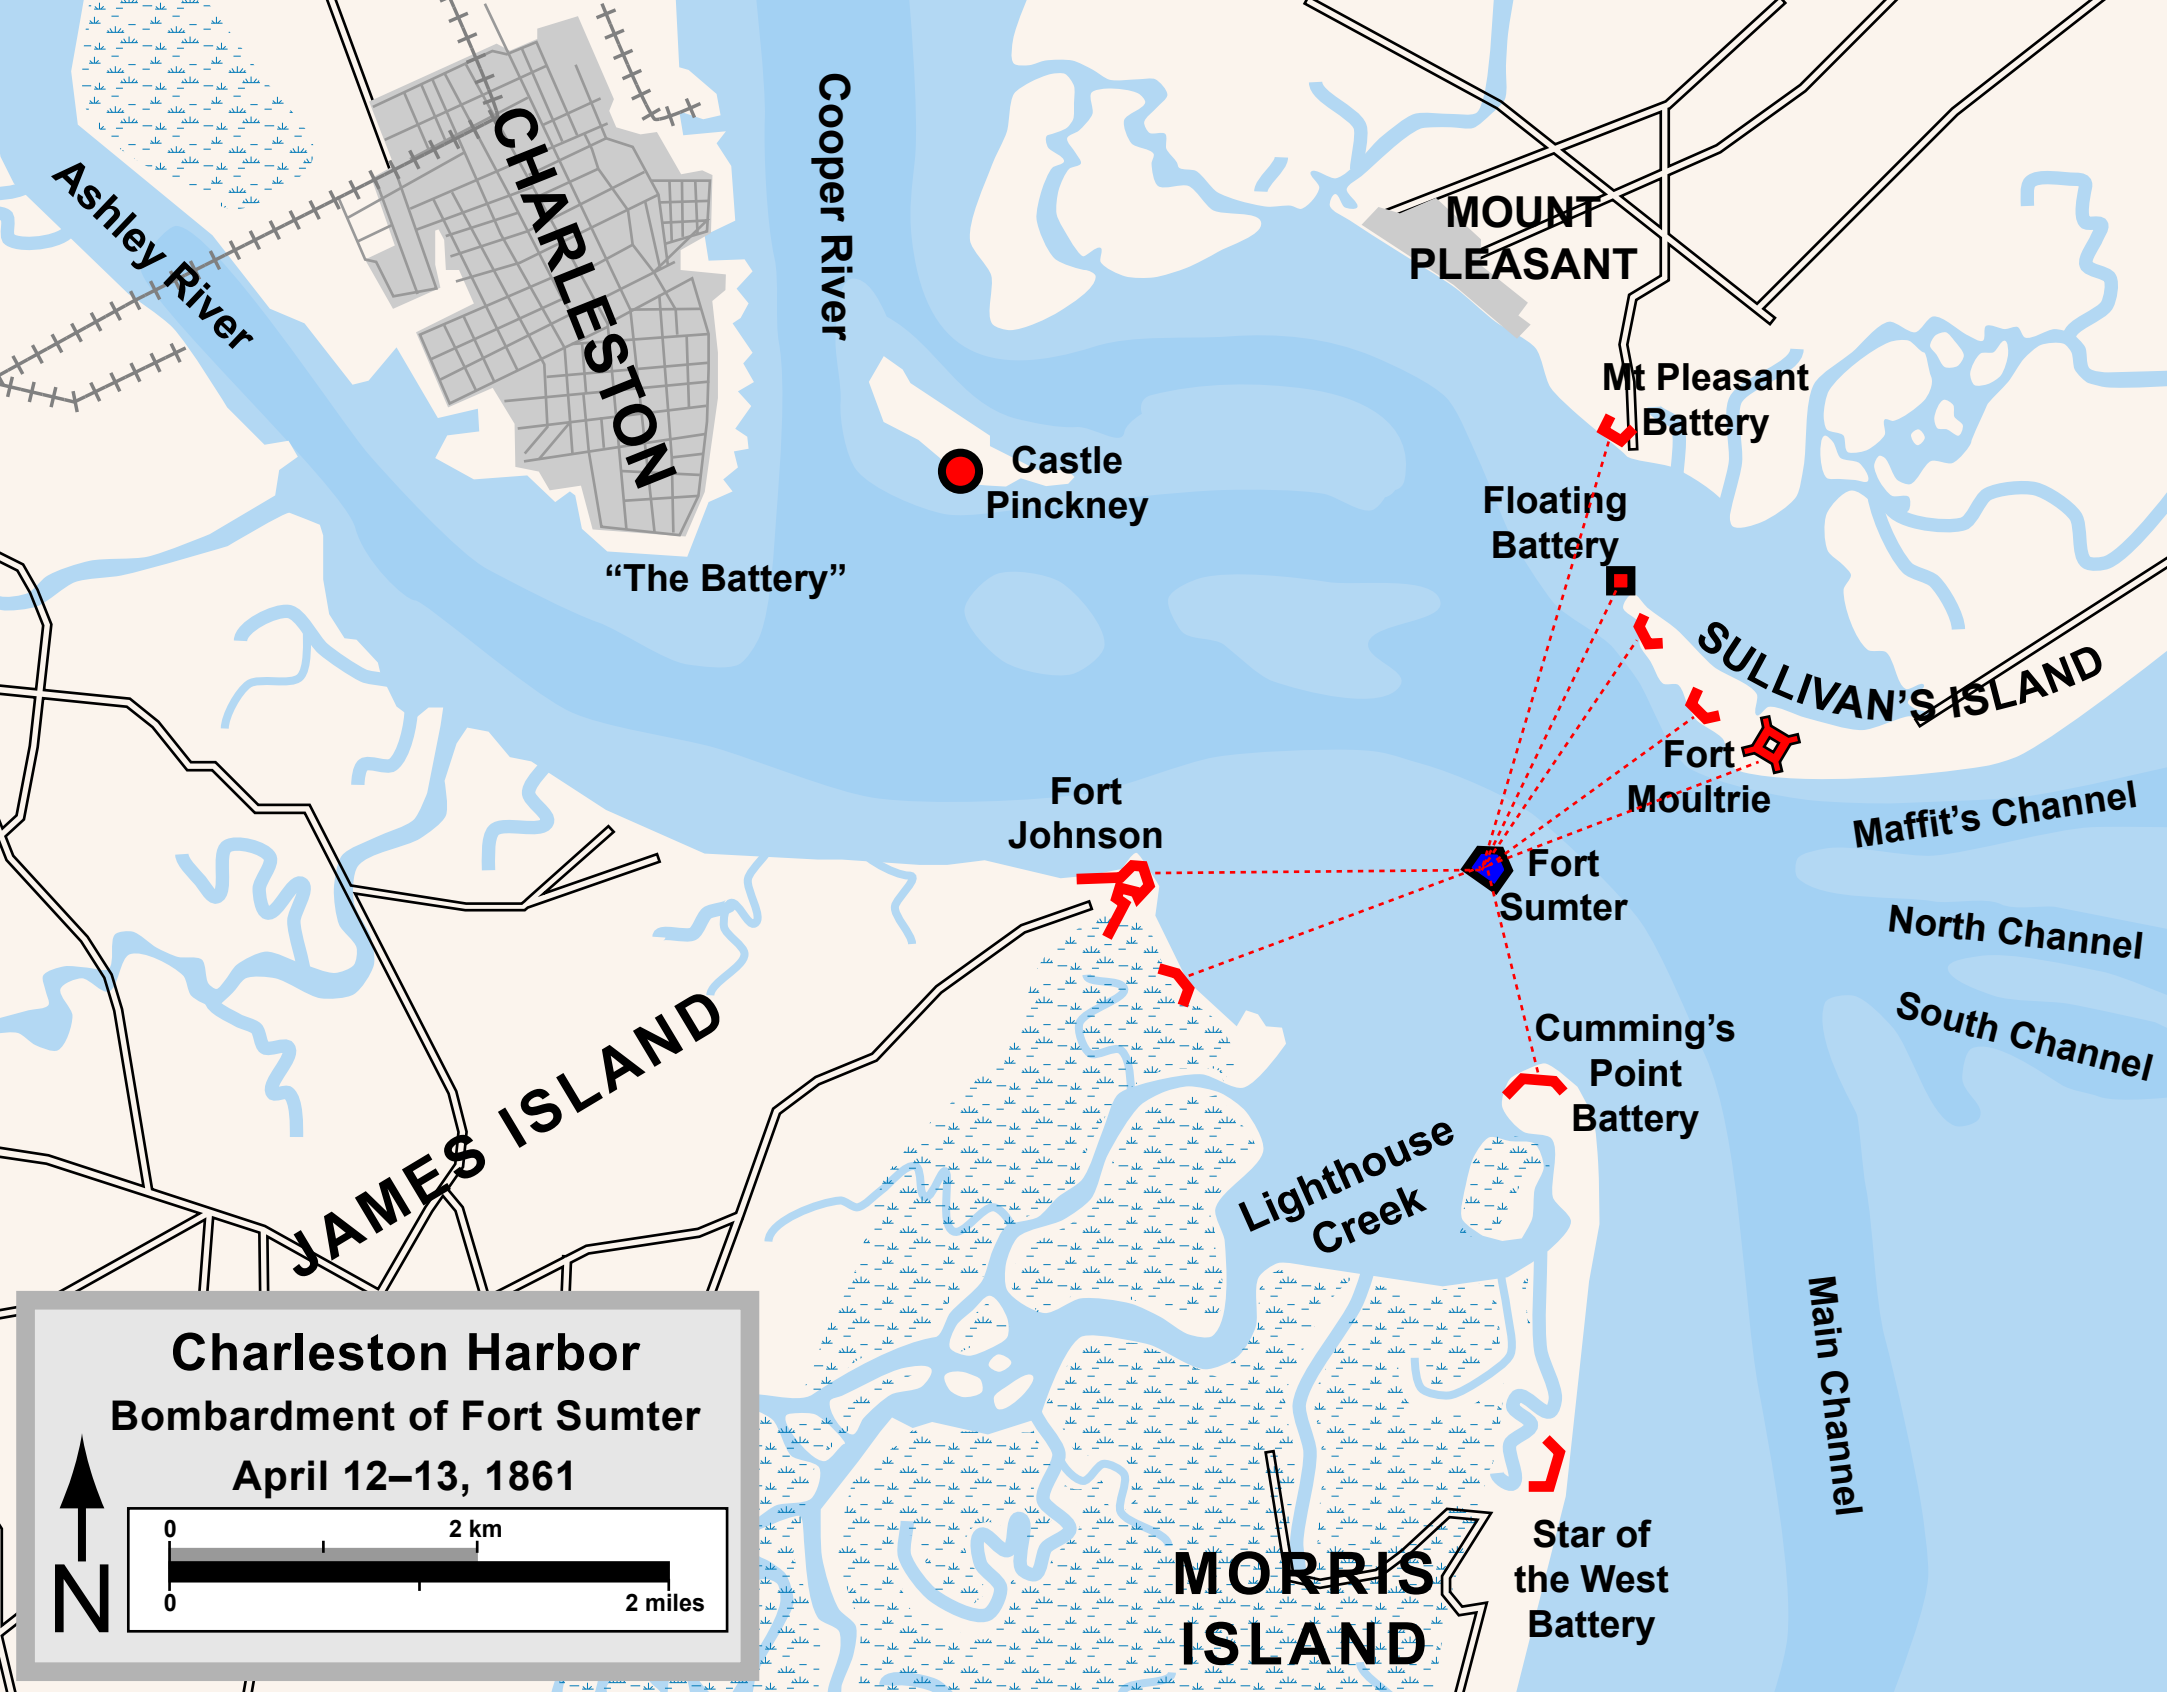 Ashley River
CHARLESTON
Cooper River
MOUNT
PLEASANT
Mt Pleasant
Battery
Castle
Pinckney
Floating
Battery
“The Battery”
SULLIVAN’S ISLAND
Fort
Moultrie
Fort
Johnson
Maffit’s Channel
Fort
Sumter
North Channel
South Channel
Cumming’s
Point
Battery
JAMES ISLAND
Lighthouse
Creek
Main Channel
Star of
the West
Battery
MORRIS
ISLAND
Charleston Harbor
Bombardment of Fort Sumter
April 12–13, 1861
0 2 km
0 2 miles
N